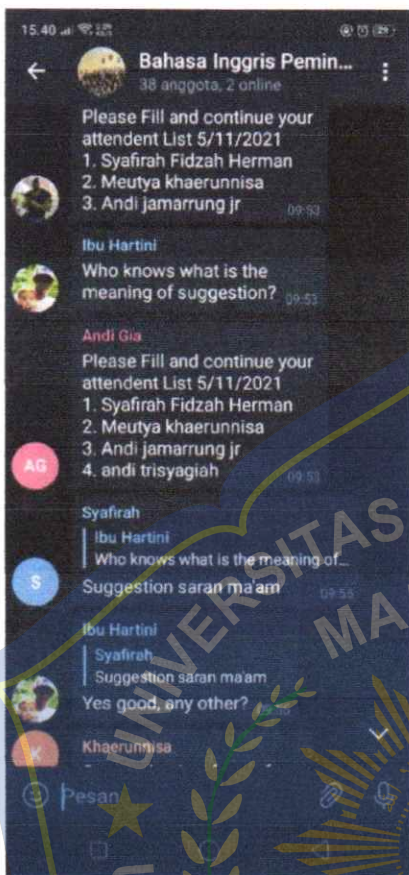 15.40
Bahasa Inggris Pemin...
38 anggota, 2 online
Please Fill and continue your
attendent List 5/11/2021
1. Syafirah Fidzah Herman
2. Meutya khaerunnisa
3. Andi jamarrung jr
09:53
Ibu Hartini
Who knows what is the
meaning of suggestion?
09:53
Andi Gia
Please Fill and continue your
attendent List 5/11/2021
1. Syafirah Fidzah Herman
2. Meutya khaerunnisa
3. Andi jamarrung jr
4. andi trisyagiah
AG
09:53
Syafirah
Ibu Hartini
Who knows what is the meaning of...
S
Suggestion saran ma'am
Ibu Hartini
Syafirah
Suggestion saran ma'am
Yes good, any other?
Khaerunnisa
K
Pesan
UNIVERSITAS
MA